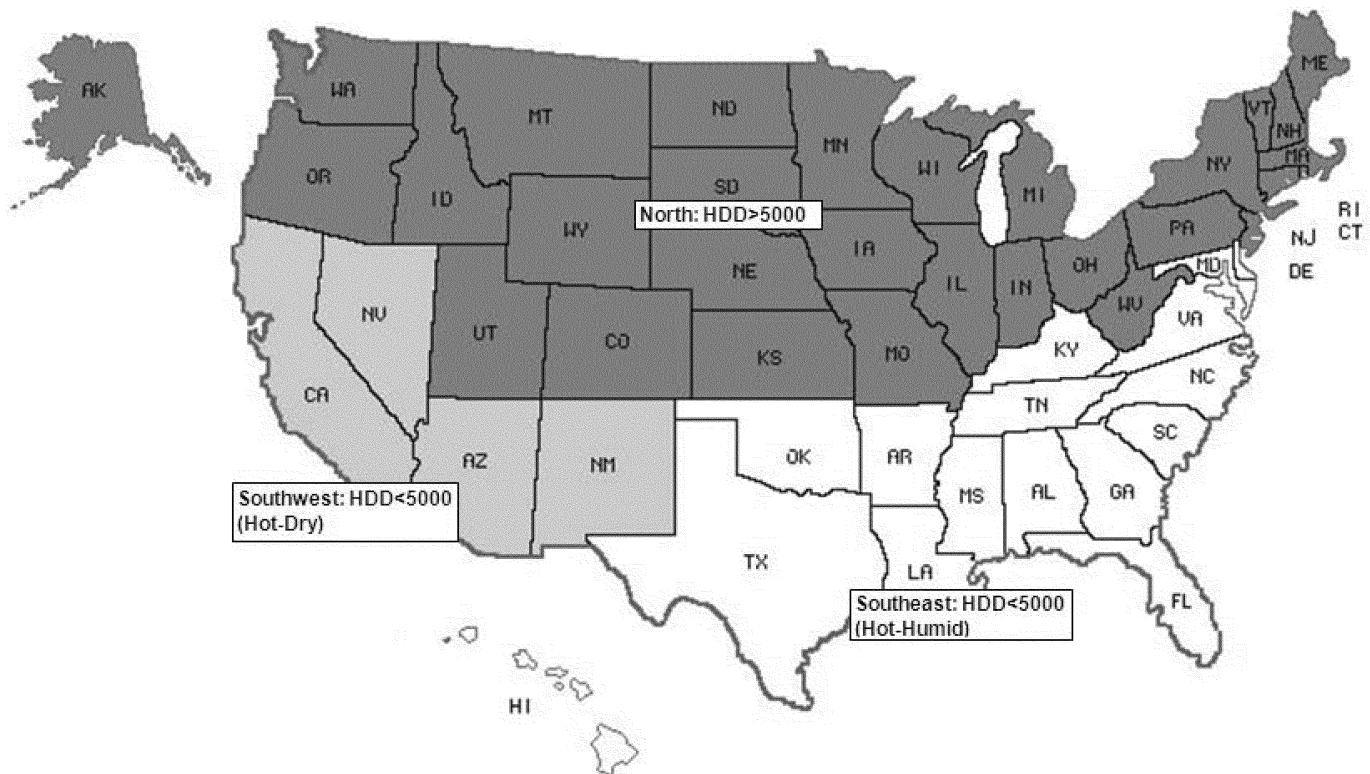 ME
AK
WA
VT
MT
ND
NH
MN
MA
NY
OR
WI
SD
ID
MI
North: HDD>5000
RI
WY
PA
CT
NJ
IA
OH
MD
NE
DE
IL
IN
WV
NV
VA
UT
CO
KY
KS
MO
NC
CA
TN
SC
AZ
NM
OK
AR
MS
AL
GA
Southwest: HDD<5000
(Hot-Dry)
TX
LA
FL
Southeast: HDD<5000
(Hot-Humid)
HI